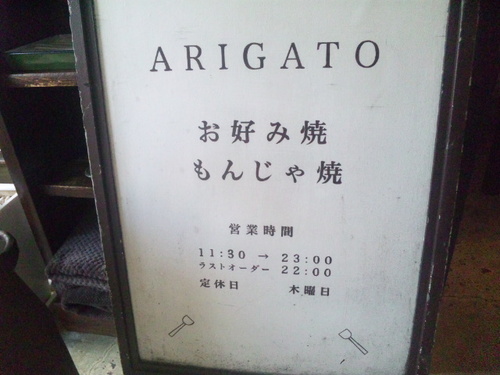 ARIGATO
お好み焼
もんじゃ焼
営業時間
11:30 → 23:00
ラストオーダー 22:00
定休日 木曜日